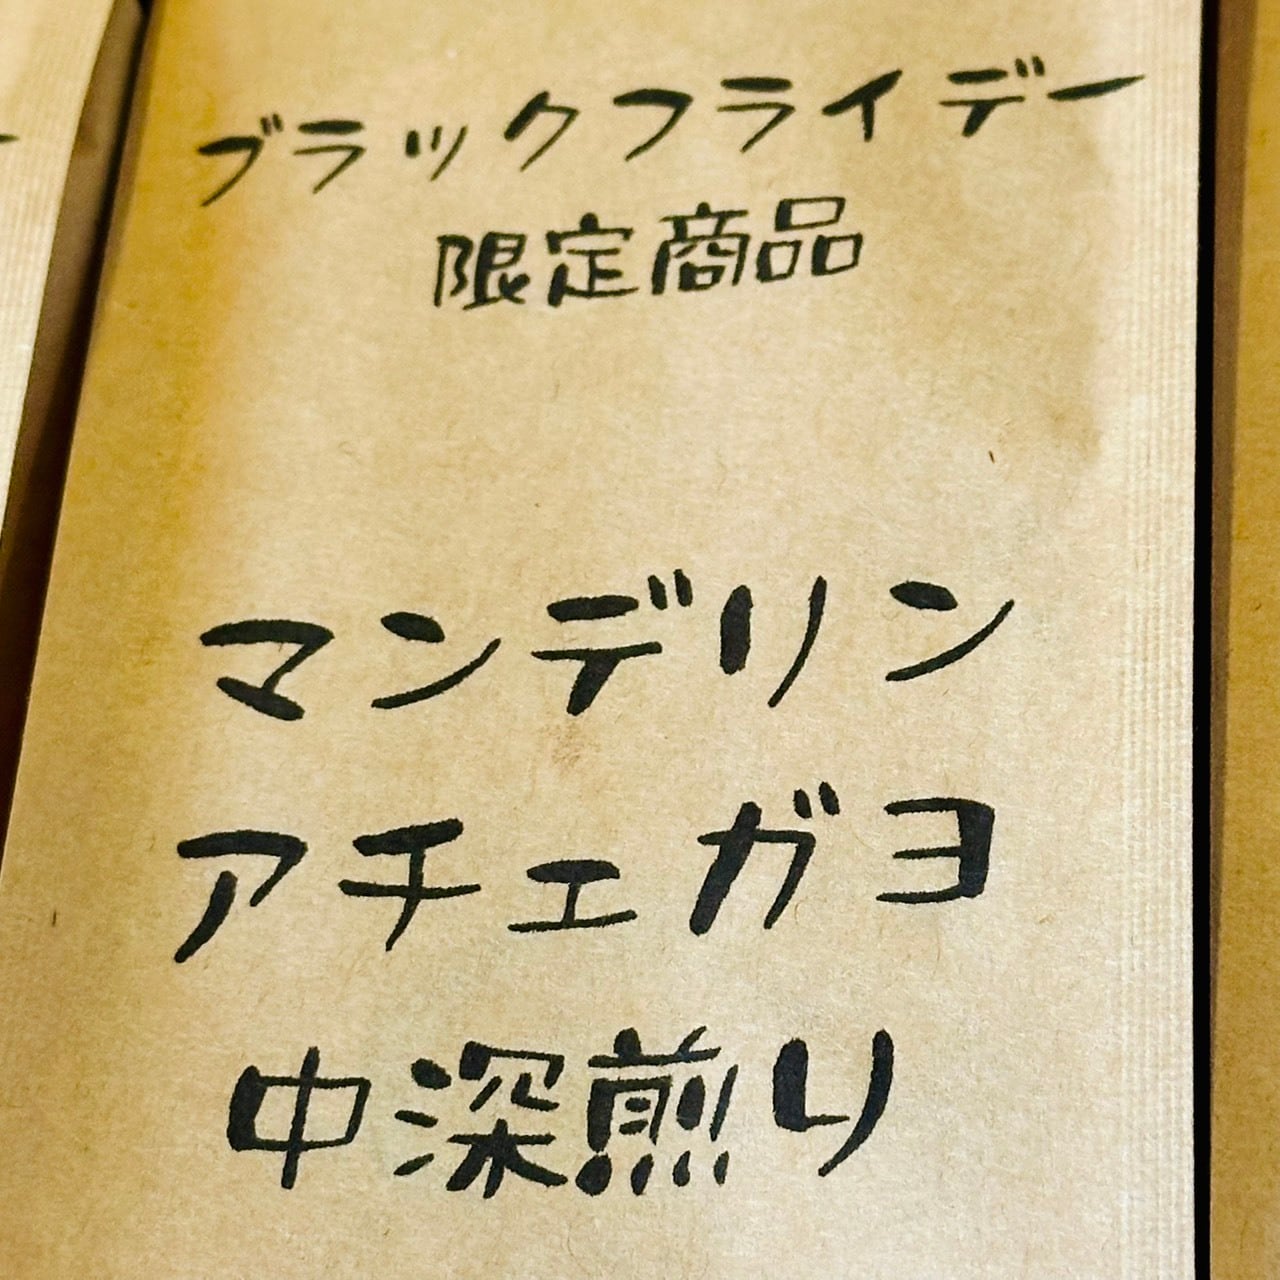 ブラックフライデー
限定商品
マンデリン
アチェガヨ
中深煎り